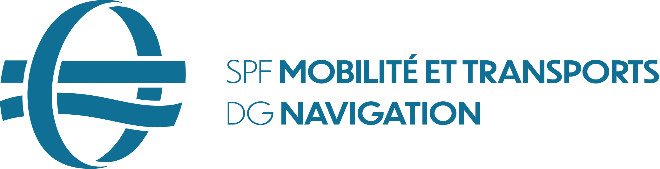 SPF MOBILITÉ ET TRANSPORTS
DG NAVIGATION